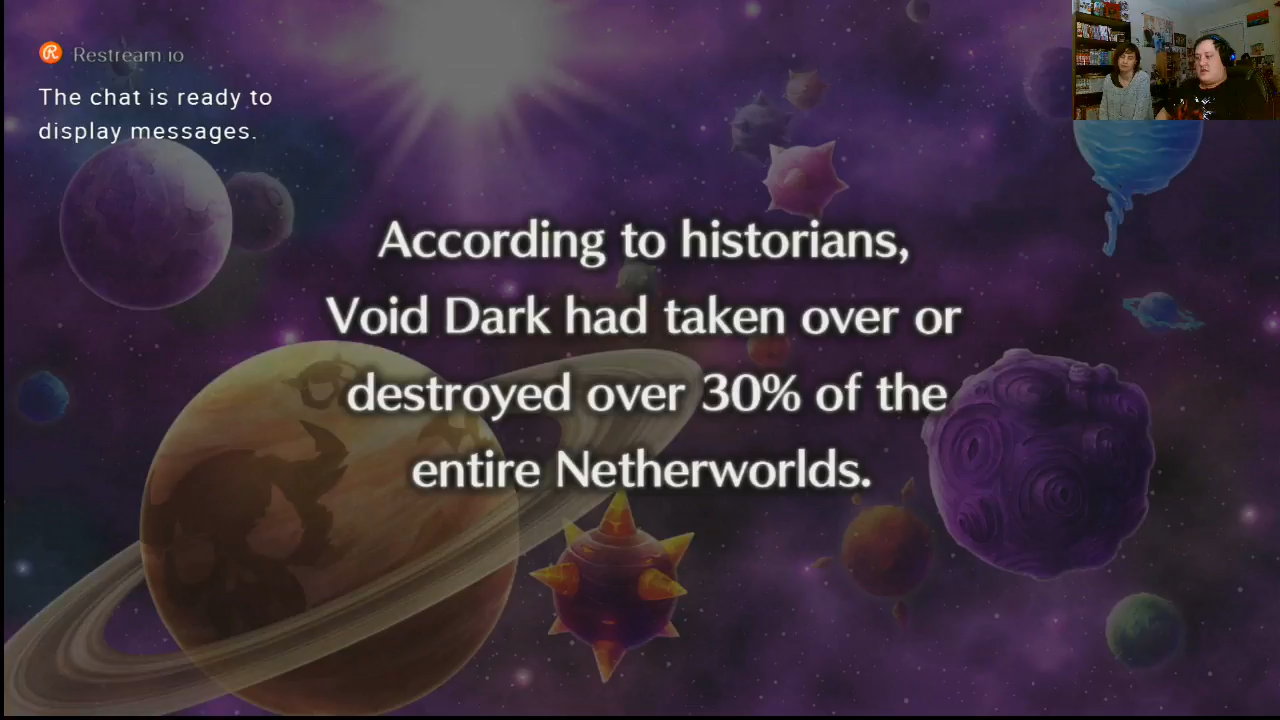 Restream io
The chat is ready to
display messages.
According to historians,
Void Dark had taken over or
destroyed over 30% of the
entire Netherworlds.